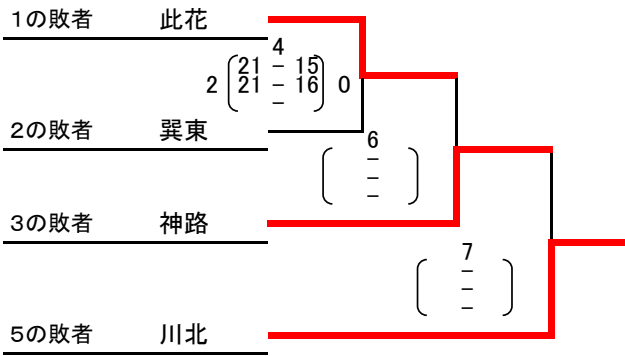 1の敗者 此花
4
21 － 15
2 21 － 16 0
－
2の敗者 巽東
6
－
－
－
3の敗者 神路
7
－
－
－
5の敗者 川北